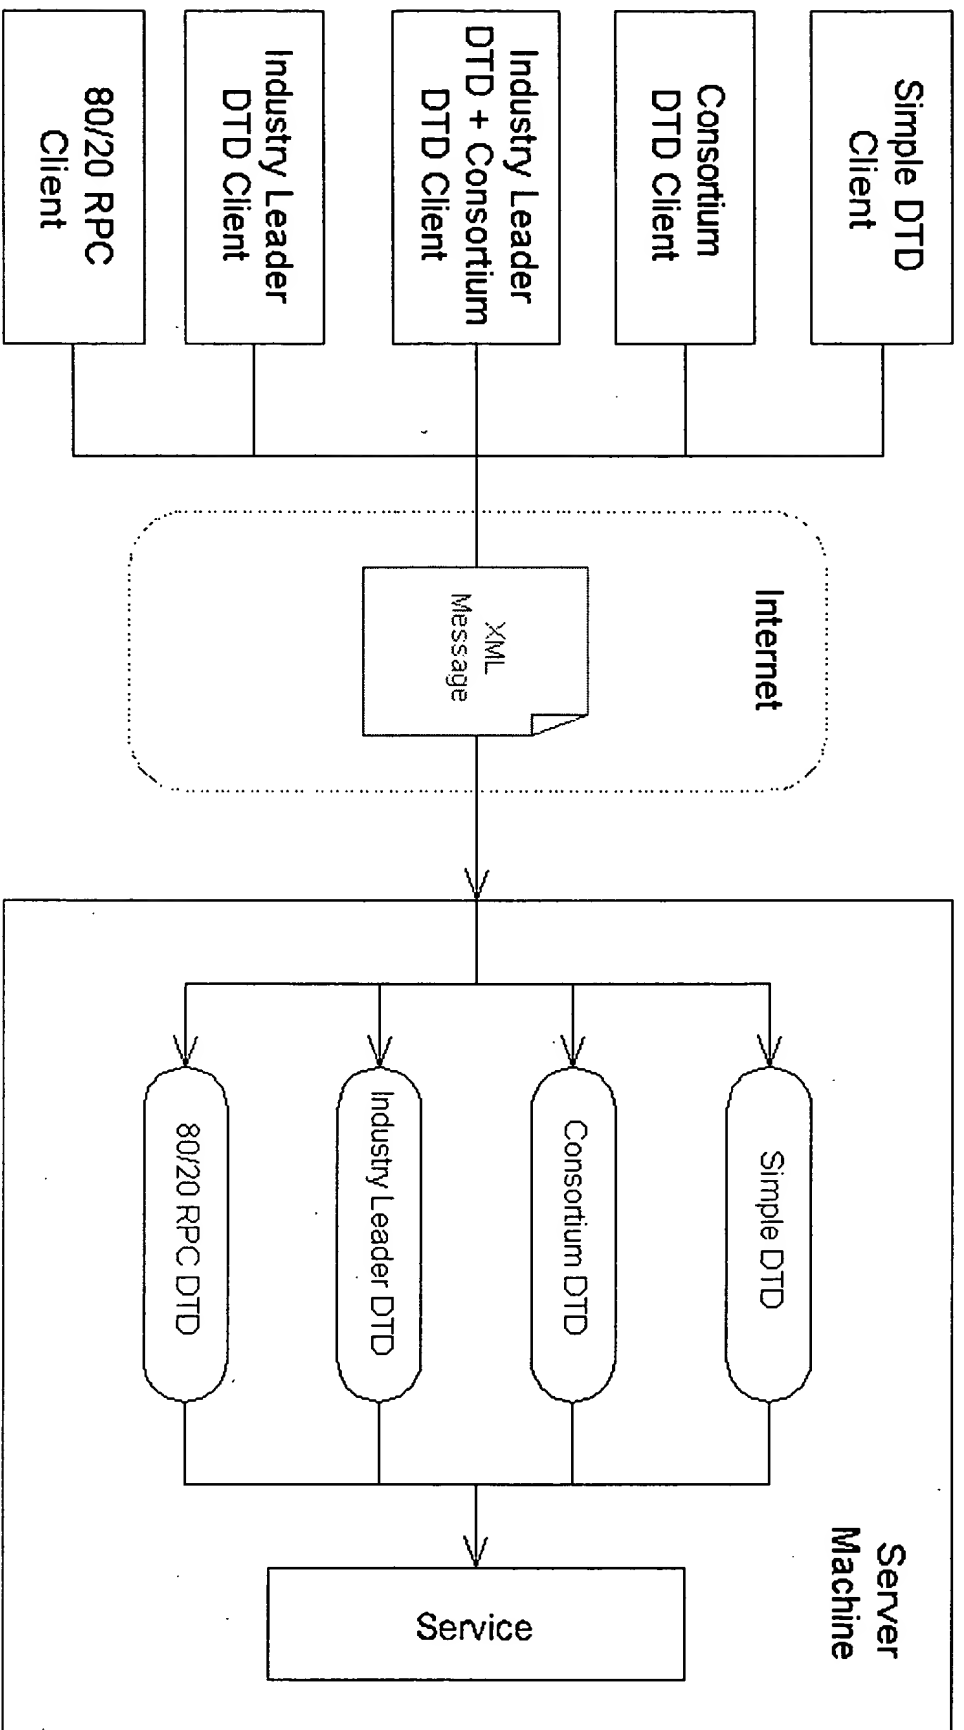 Simple DTD
Client
Consortium
DTD Client
Industry Leader
DTD + Consortium
DTD Client
Industry Leader
DTD Client
80/20 RPC
Client
Internet
XML
Message
Server
Machine
Simple DTD
Consortium DTD
Industry Leader DTD
80/20 RPC DTD
Service